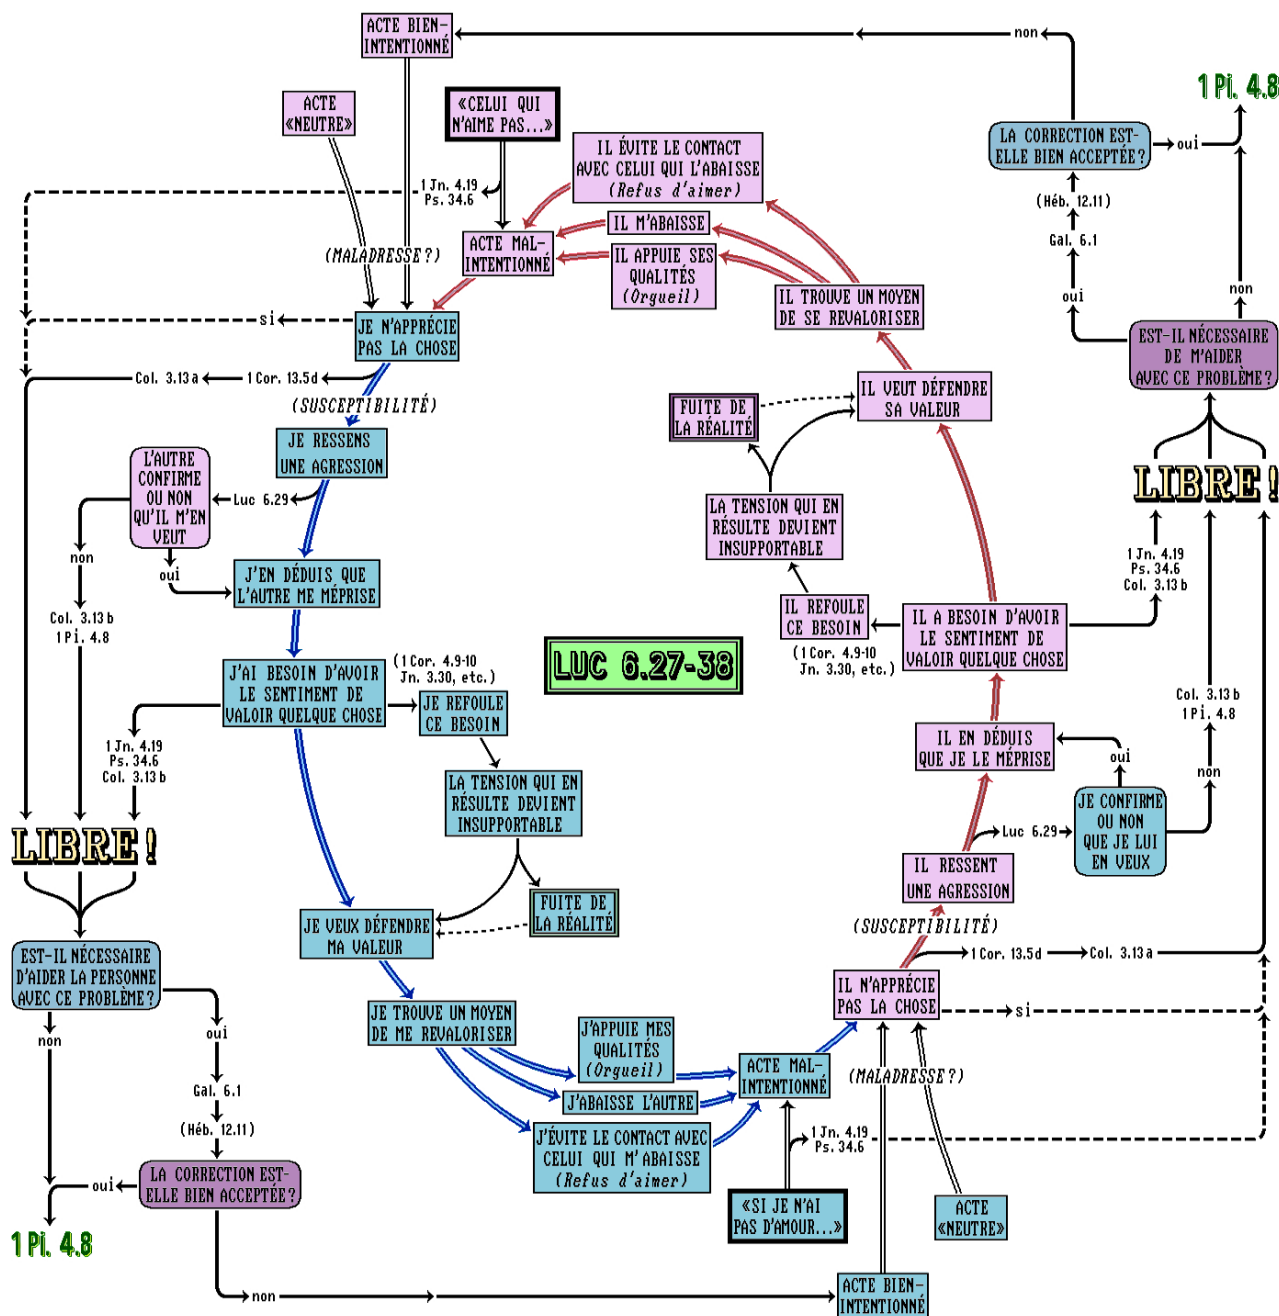 ACTE BIEN-
INTENTIONNÉ
non
1 Pi. 4.8
ACTE
«NEUTRE»
«CELUI QUI
N'AIME PAS...»
LA CORRECTION EST-
ELLE BIEN ACCEPTÉE?
oui
IL ÉVITE LE CONTACT
AVEC CELUI QUI L'ABAISSE
(Refus d'aimer)
1 Jn. 4.19
Ps. 34.6
(Héb. 12.11)
Gal. 6.1
oui
non
IL M'ABAISSE
(MALADRESSE?)
ACTE MAL-
INTENTIONNÉ
IL APPUIE SES
QUALITÉS
(Orgueil)
IL TROUVE UN MOYEN
DE SE REVALORISER
si
JE N'APPRÉCIE
PAS LA CHOSE
EST-IL NÉCESSAIRE
DE M'AIDER
AVEC CE PROBLÈME?
Col. 3.13a
1 Cor. 13.5d
(SUSCEPTIBILITÉ)
IL VEUT DÉFENDRE
SA VALEUR
FUITE DE
LA RÉALITÉ
JE RESSENS
UNE AGRESSION
L'AUTRE
CONFIRME
OU NON
QU'IL M'EN
VEUT
Luc 6.29
LIBRE!
LA TENSION QUI EN
RÉSULTE DEVIENT
INSUPPORTABLE
non
oui
J'EN DÉDUIS QUE
L'AUTRE ME MÉPRISE
1 Jn. 4.19
Ps. 34.6
Col. 3.13b
Col. 3.13b
1 Pi. 4.8
IL REFOULE
CE BESOIN
IL A BESOIN D'AVOIR
LE SENTIMENT DE
VALOIR QUELQUE CHOSE
(1 Cor. 4.9-10
Jn. 3.30, etc.)
LUC 6.27-38
J'AI BESOIN D'AVOIR
LE SENTIMENT DE
VALOIR QUELQUE CHOSE
(1 Cor. 4.9-10
Jn. 3.30, etc.)
JE REFOULE
CE BESOIN
Col. 3.13b
1 Pi. 4.8
1 Jn. 4.19
Ps. 34.6
Col. 3.13b
IL EN DÉDUIS
QUE JE LE MÉPRISE
oui
non
LA TENSION QUI EN
RÉSULTE DEVIENT
INSUPPORTABLE
JE CONFIRME
OU NON
QUE JE LUI
EN VEUX
Luc 6.29
LIBRE!
IL RESSENT
UNE AGRESSION
FUITE DE
LA RÉALITÉ
JE VEUX DÉFENDRE
MA VALEUR
(SUSCEPTIBILITÉ)
EST-IL NÉCESSAIRE
D'AIDER LA PERSONNE
AVEC CE PROBLÈME?
1 Cor. 13.5d
Col. 3.13a
IL N'APPRÉCIE
PAS LA CHOSE
si
JE TROUVE UN MOYEN
DE ME REVALORISER
non
oui
J'APPUIE MES
QUALITÉS
(Orgueil)
ACTE MAL-
INTENTIONNÉ
(MALADRESSE?)
Gal. 6.1
J'ABAISSE L'AUTRE
(Héb. 12.11)
J'ÉVITE LE CONTACT AVEC
CELUI QUI M'ABAISSE
(Refus d'aimer)
1 Jn. 4.19
Ps. 34.6
LA CORRECTION EST-
ELLE BIEN ACCEPTÉE?
oui
«SI JE N'AI
PAS D'AMOUR...»
ACTE
«NEUTRE»
1 Pi. 4.8
non
ACTE BIEN-
INTENTIONNÉ